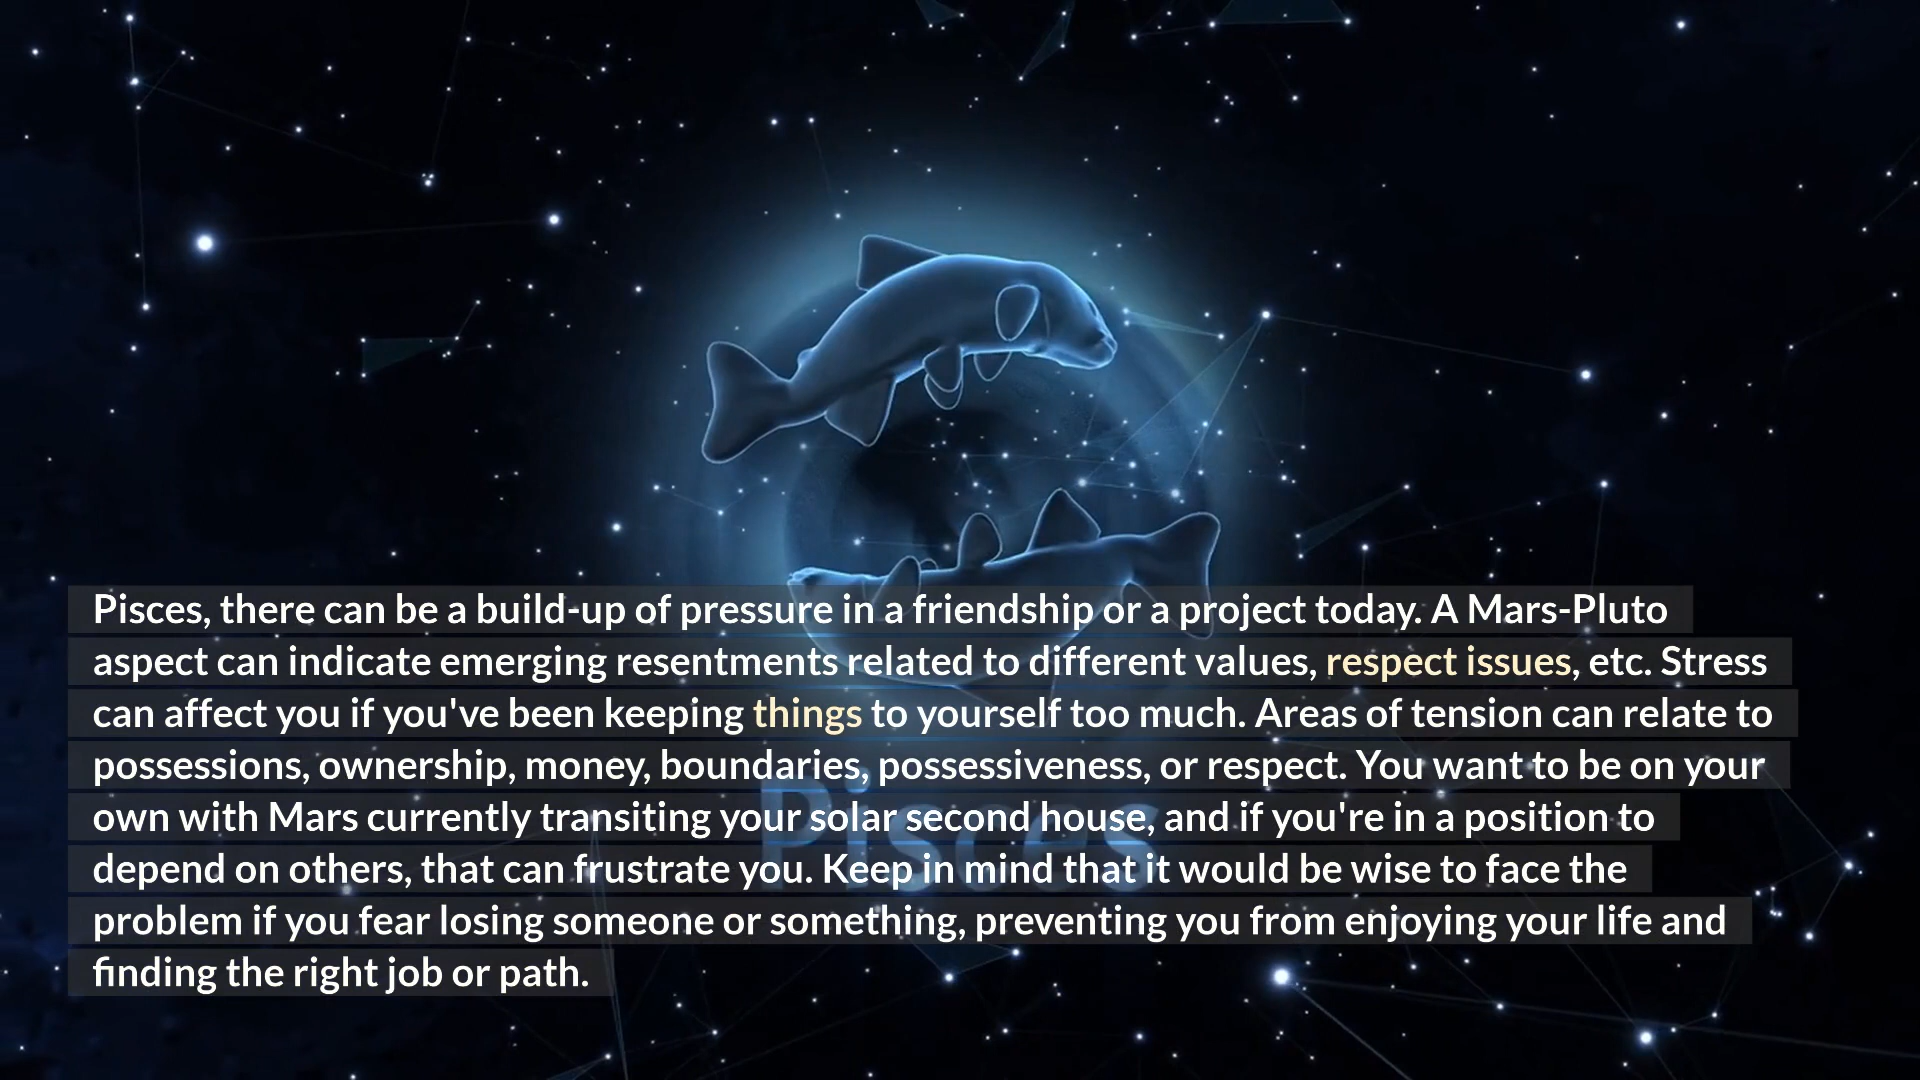 Pisces, there can be a build-up of pressure in a friendship or a project today. A Mars-Pluto
aspect can indicate emerging resentments related to different values, respect issues, etc. Stress
can affect you if you've been keeping things to yourself too much. Areas of tension can relate to
possessions, ownership, money, boundaries, possessiveness, or respect. You want to be on your
own with Mars currently transiting your solar second house, and if you're in a position to
depend on others, that can frustrate you. Keep in mind that it would be wise to face the
problem if you fear losing someone or something, preventing you from enjoying your life and
finding the right job or path.
Pisces